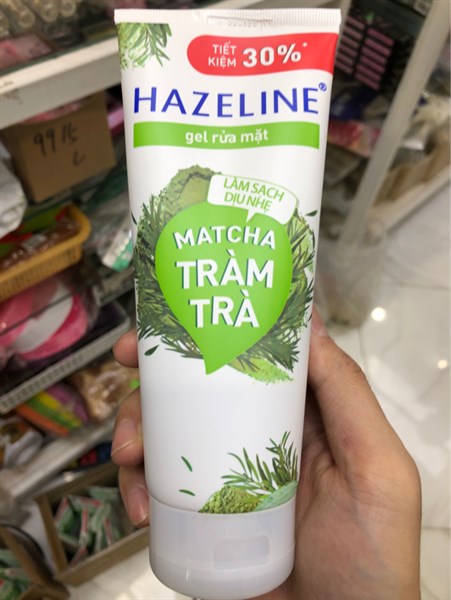 TIẾT
KIỆM 30%*
HAZELINE®
gel rửa mặt
LÀM SẠCH
DỊU NHẸ
MATCHA
TRÀM
TRÀ